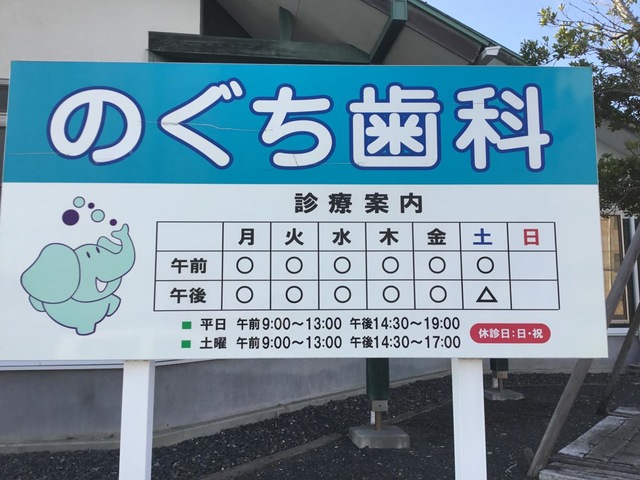 のぐち歯科
診療案内
月 火 水 木 金 土 日
午前 ○ ○ ○ ○ ○ ○
午後 ○ ○ ○ ○ ○ △
■ 平日 午前9:00〜13:00 午後14:30〜19:00
■ 土曜 午前9:00〜13:00 午後14:30〜17:00
休診日:日・祝